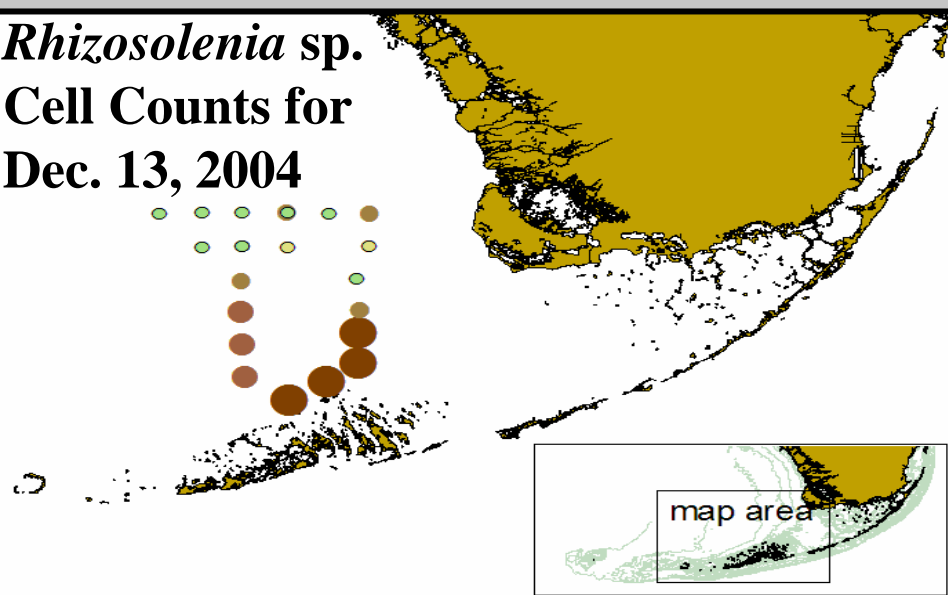 Rhizosolenia sp.
Cell Counts for
Dec. 13, 2004
map area